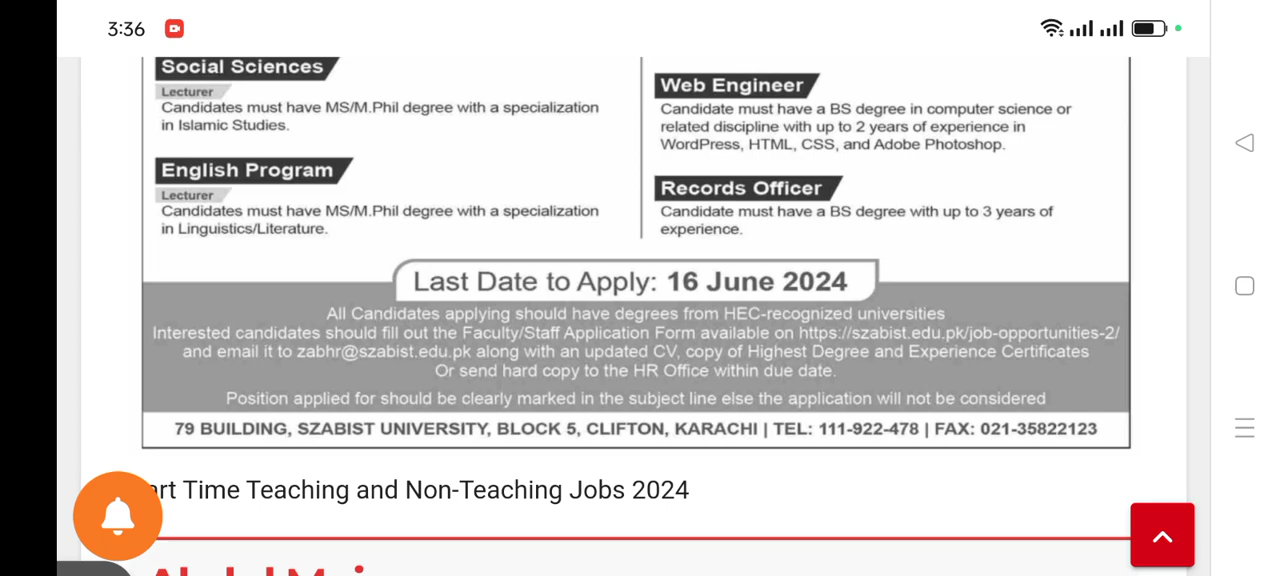 3:36
Social Sciences
Lecturer
Candidates must have MS/M.Phil degree with a specialization
in Islamic Studies.
English Program
Lecturer
Candidates must have MS/M.Phil degree with a specialization
in Linguistics/Literature.
Web Engineer
Candidate must have a BS degree in computer science or
related discipline with up to 2 years of experience in
WordPress, HTML, CSS, and Adobe Photoshop.
Records Officer
Candidate must have a BS degree with up to 3 years of
experience.
Last Date to Apply: 16 June 2024
All Candidates applying should have degrees from HEC-recognized universities
Interested candidates should fill out the Faculty/Staff Application Form available on https://szabist.edu.pk/job-opportunities-2/
and email it to zabhr@szabist.edu.pk along with an updated CV, copy of Highest Degree and Experience Certificates
Or send hard copy to the HR Office within due date.
Position applied for should be clearly marked in the subject line else the application will not be considered
79 BUILDING, SZABIST UNIVERSITY, BLOCK 5, CLIFTON, KARACHI | TEL: 111-922-478 | FAX: 021-35822123
art Time Teaching and Non-Teaching Jobs 2024